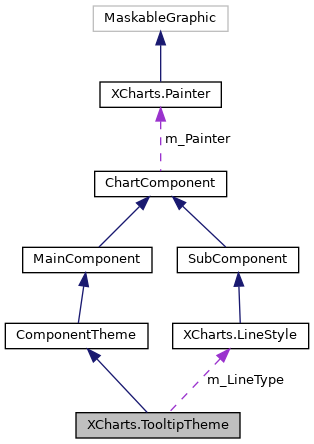 MaskableGraphic
XCharts.Painter
m_Painter
ChartComponent
MainComponent
SubComponent
ComponentTheme
XCharts.LineStyle
m_LineType
XCharts.TooltipTheme